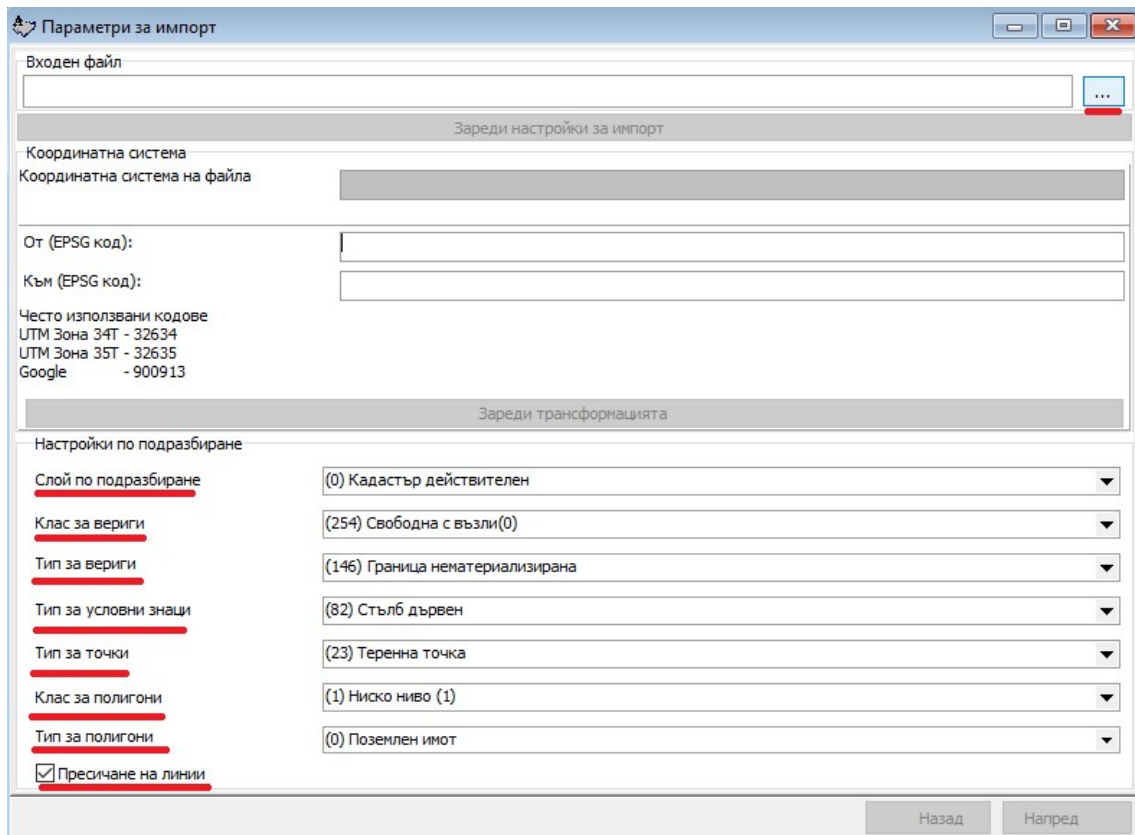 Параметри за импорт
Входен файл
...
Зареди настройки за импорт
Координатна система
Координатна система на файла
От (EPSG код):
Към (EPSG код):
Често използвани кодове
UTM Зона 34T - 32634
UTM Зона 35T - 32635
Google - 900913
Зареди трансформацията
Настройки по подразбиране
Слой по подразбиране (0) Кадастър действителен
Клас за вериги (254) Свободна с възли(0)
Тип за вериги (146) Граница нематериализирана
Тип за условни знаци (82) Стълб дървен
Тип за точки (23) Теренна точка
Клас за полигони (1) Ниско ниво (1)
Тип за полигони (0) Поземлен имот
Пресичане на линии
Назад Напред